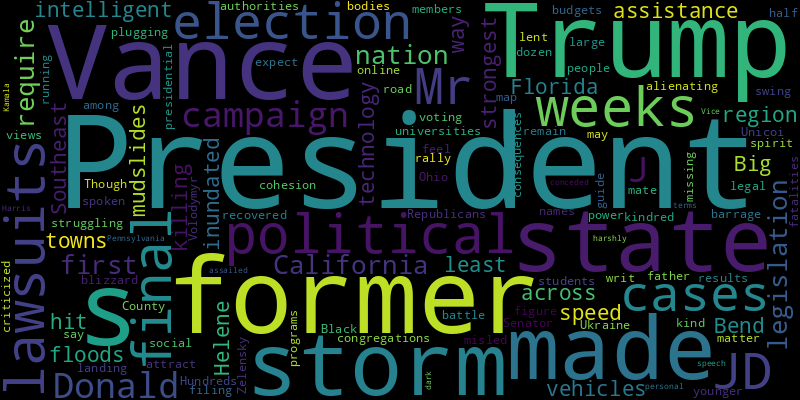 intelligent
authorities
bodies
members
budgets
half
plugging
election
assistance
Trump
lent
dozen
large
way
strongest
require
running
Vance
expect
nation
online
road
Mr
people
Florida
map
alienating
swing
Kamala
among
presidential
campaign
technology
weeks
region
views
Southeast
mudslides
President
voting
universities
consequences
remain
may
Vice
Unicoi
spirit
feel
rally
Ohio
J
conceded
guide
missing
Big
legal
fatalities
lawsuits
Though
spoken
killing
Volodymyr
inundated
cohesion
mate
Harris
struggling
recovered
Republicans
names
terms
power
kindred
barrage
towns
Pennsylvania
final
political
state
harshly
legislation
first
blizzard
assailed
former
California
least
students
writ
father
results
criticized
s
County
Helene
across
cases
hit
say
social
programs
Black
congregations
battle
misled
figure
Senator
speed
Ukraine
kind
Bend
matter
floods
landing
attract
Zelensky
storm
made
speech
JD
Donald
Hundreds
filing
dark
vehicles
personal
younger